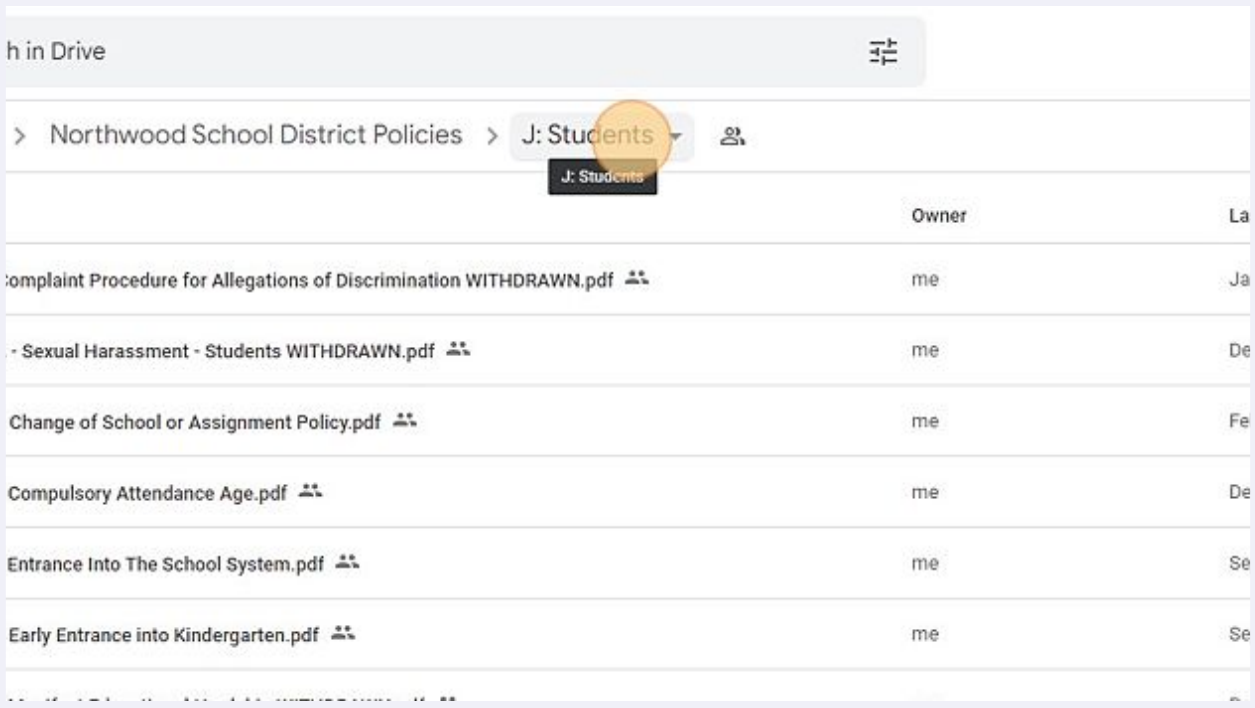 h in Drive
> Northwood School District Policies > J: Students
J: Students
Owner La
Complaint Procedure for Allegations of Discrimination WITHDRAWN.pdf me Ja
- Sexual Harassment - Students WITHDRAWN.pdf me De
Change of School or Assignment Policy.pdf me Fe
Compulsory Attendance Age.pdf me De
Entrance Into The School System.pdf me Se
Early Entrance into Kindergarten.pdf me Se